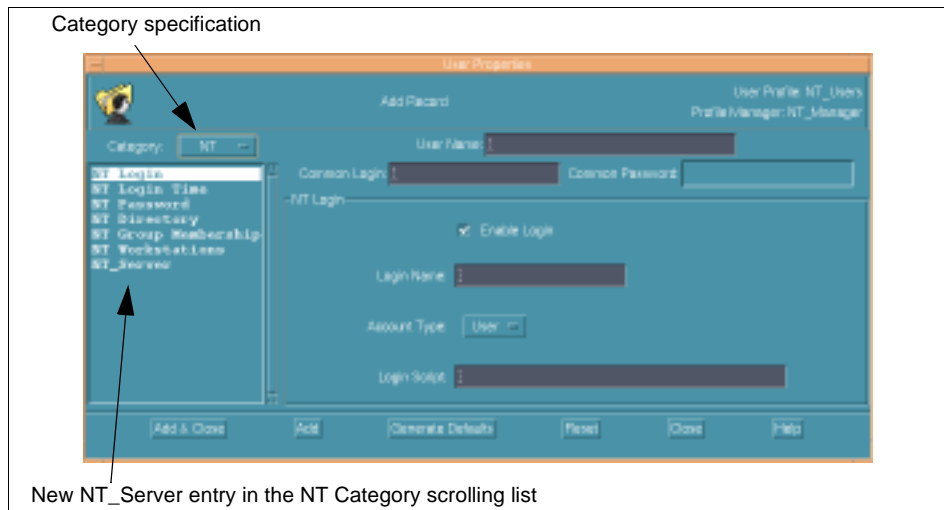 Category specification
User Properties
Add Record
User Profile: NT_Users
Profile Manager: NT_Manager
Category: NT
User Name:
Common Login: Common Password:
NT Login
NT Login Time
NT Password
NT Directory
NT Group Membership
NT Workstations
NT_Server
NT Login
Enable Login
Login Name:
Account Type: User
Login Script:
Add & Close Add Generate Defaults Reset Close Help
New NT_Server entry in the NT Category scrolling list